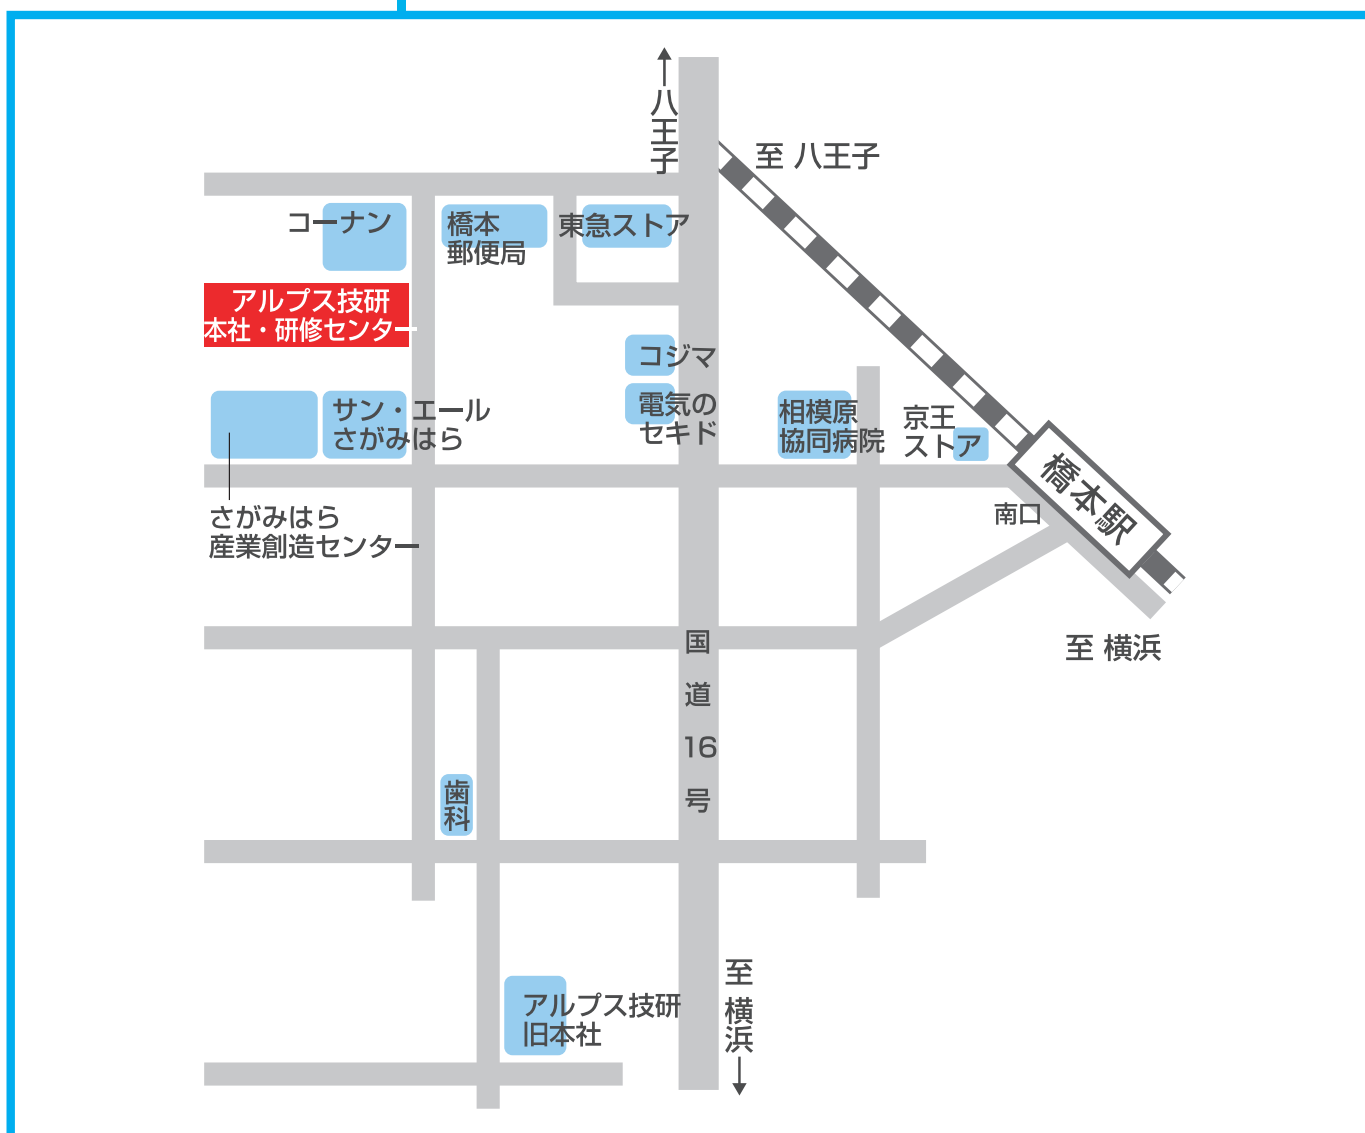 八王子
至 八王子
コーナン
橋本
郵便局
東急ストア
アルプス技研
本社・研修センター
コジマ
電気の
セキド
サン・エール
さがみはら
相模原
協同病院
京王
ストア
橋本駅
南口
さがみはら
産業創造センター
至 横浜
国道16号
歯科
アルプス技研
旧本社
至 横浜